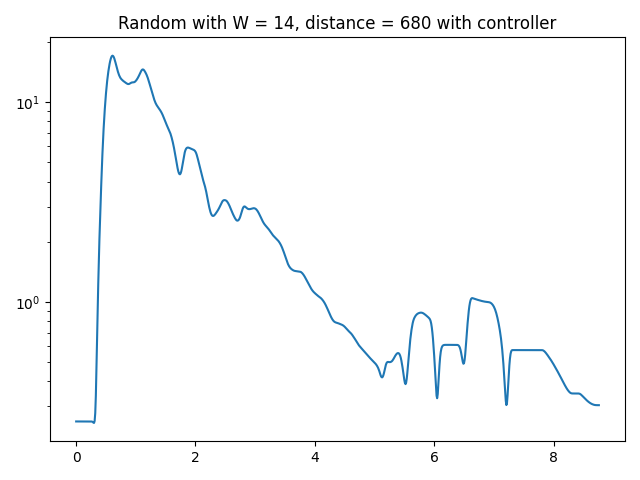 Random with W = 14, distance = 680 with controller
10¹
10⁰
0 2 4 6 8